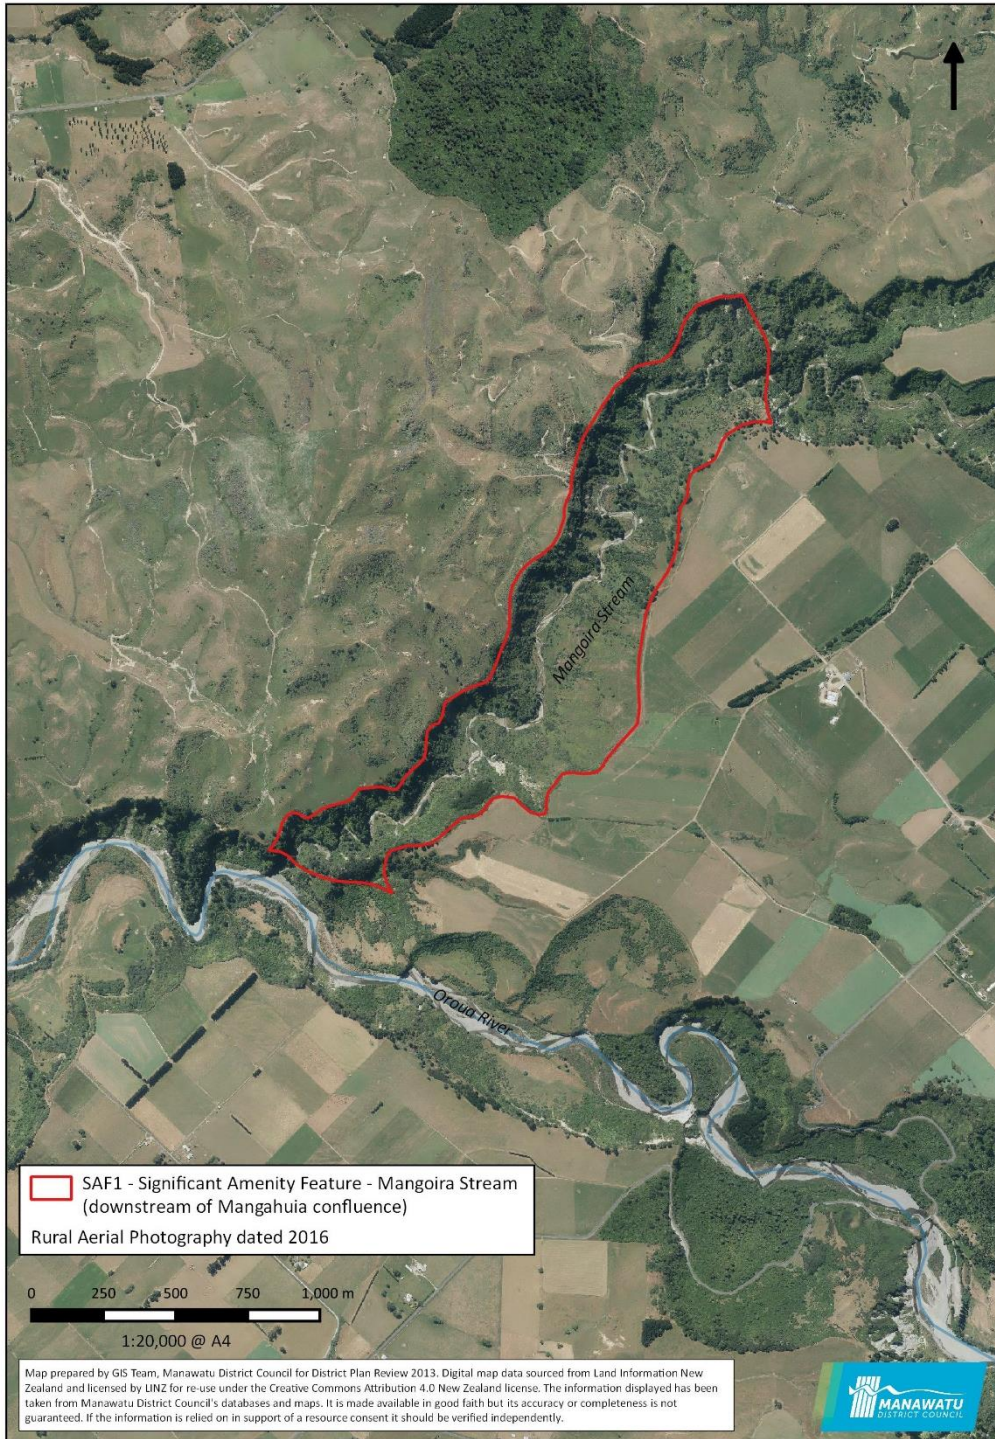 Mangoira Stream
Oroua River
SAF1 - Significant Amenity Feature - Mangoira Stream
(downstream of Mangahuia confluence)
Rural Aerial Photography dated 2016
0 250 500 750 1,000 m
1:20,000 @ A4
Map prepared by GIS Team, Manawatu District Council for District Plan Review 2013. Digital map data sourced from Land Information New
Zealand and licensed by LINZ for re-use under the Creative Commons Attribution 4.0 New Zealand license. The information displayed has been
taken from Manawatu District Council's databases and maps. It is made available in good faith but its accuracy or completeness is not
guaranteed. If the information is relied on in support of a resource consent it should be verified independently.
MANAWATU
DISTRICT COUNCIL